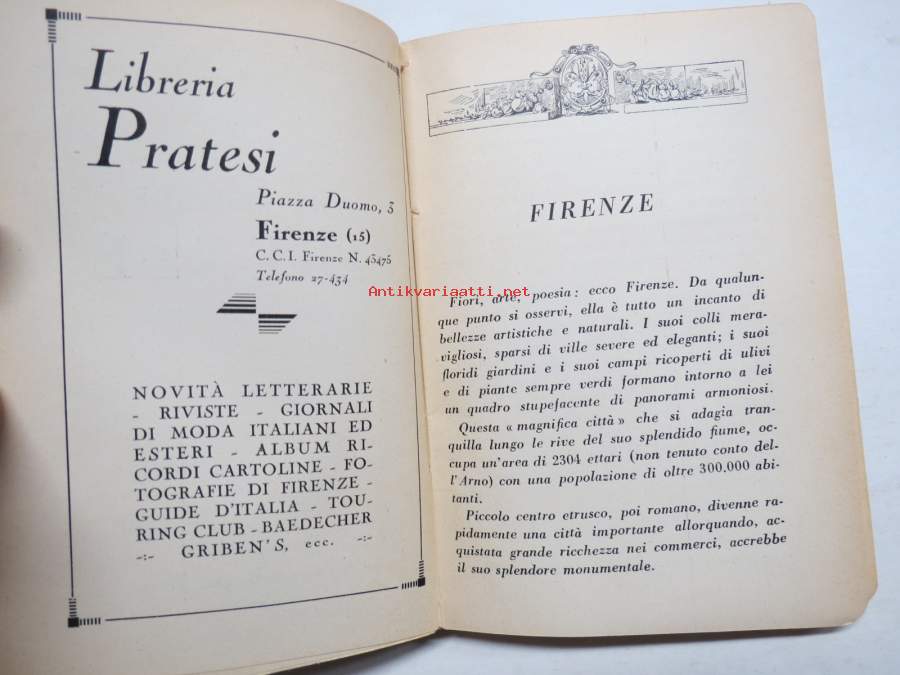 Libreria
Pratesi
Piazza Duomo, 3
Firenze (15)
C. C. I. Firenze N. 43475
Telefono 27-434
NOVITÀ LETTERARIE
- RIVISTE - GIORNALI
DI MODA ITALIANI ED
ESTERI - ALBUM RI-
CORDI CARTOLINE - FO-
TOGRAFIE DI FIRENZE -
GUIDE D'ITALIA - TOU-
RING CLUB - BAEDECHER
-:- GRIBEN'S, ecc. -:-
Antikvariaatti.net
FIRENZE
Fiori, arte, poesia: ecco Firenze. Da qualun-
que punto si osservi, ella è tutto un incanto di
bellezze artistiche e naturali. I suoi colli mera-
vigliosi, sparsi di ville severe ed eleganti; i suoi
floridi giardini e i suoi campi ricoperti di ulivi
e di piante sempre verdi formano intorno a lei
un quadro stupefacente di panorami armoniosi.
Questa « magnifica città » che si adagia tran-
quilla lungo le rive del suo splendido fiume, oc-
cupa un'area di 2304 ettari (non tenuto conto del-
l'Arno) con una popolazione di oltre 300.000 abi-
tanti.
Piccolo centro etrusco, poi romano, divenne ra-
pidamente una città importante allorquando, ac-
quistata grande ricchezza nei commerci, accrebbe
il suo splendore monumentale.